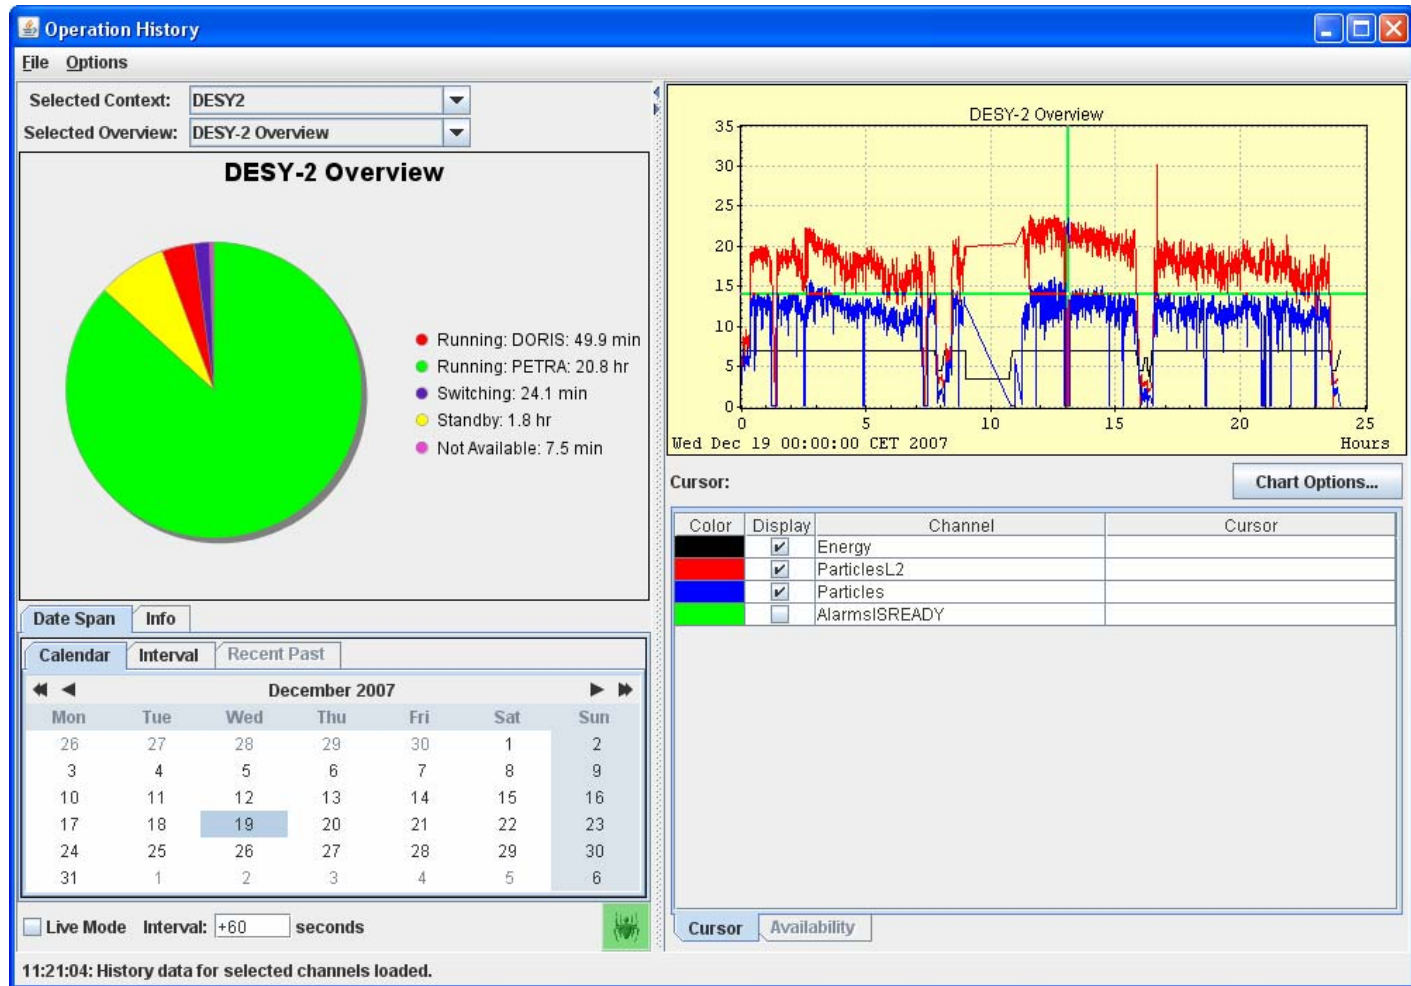 Operation History
File Options
Selected Context: DESY2
Selected Overview: DESY-2 Overview
DESY-2 Overview
Running: DORIS: 49.9 min
Running: PETRA: 20.8 hr
Switching: 24.1 min
Standby: 1.8 hr
Not Available: 7.5 min
Date Span Info
Calendar Interval Recent Past
December 2007
Mon Tue Wed Thu Fri Sat Sun
26 27 28 29 30 1 2
3 4 5 6 7 8 9
10 11 12 13 14 15 16
17 18 19 20 21 22 23
24 25 26 27 28 29 30
31 1 2 3 4 5 6
Live Mode Interval: +60 seconds
DESY-2 Overview
35
30
25
20
15
10
5
0
0 5 10 15 20 25
Wed Dec 19 00:00:00 CET 2007 Hours
Cursor: Chart Options...
Color Display Channel Cursor
Energy
ParticlesL2
Particles
AlarmsISREADY
Cursor Availability
11:21:04: History data for selected channels loaded.